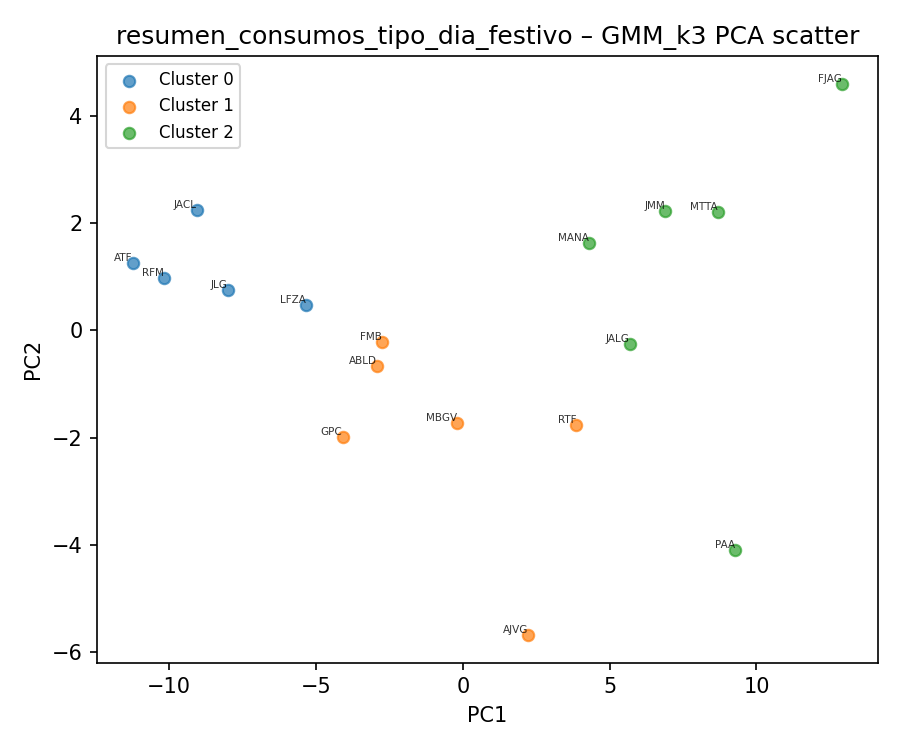 resumen_consumos_tipo_dia_festivo – GMM_k3 PCA scatter
Cluster 0
Cluster 1
Cluster 2
FJAG
JACL
JMM
MTTA
MANA
ATF
RFM
JLG
LFZA
FMB
JALG
ABLD
MBGV
RTF
GPC
PAA
AJVG
4
2
0
−2
−4
−6
PC2
−10
−5
0
5
10
PC1